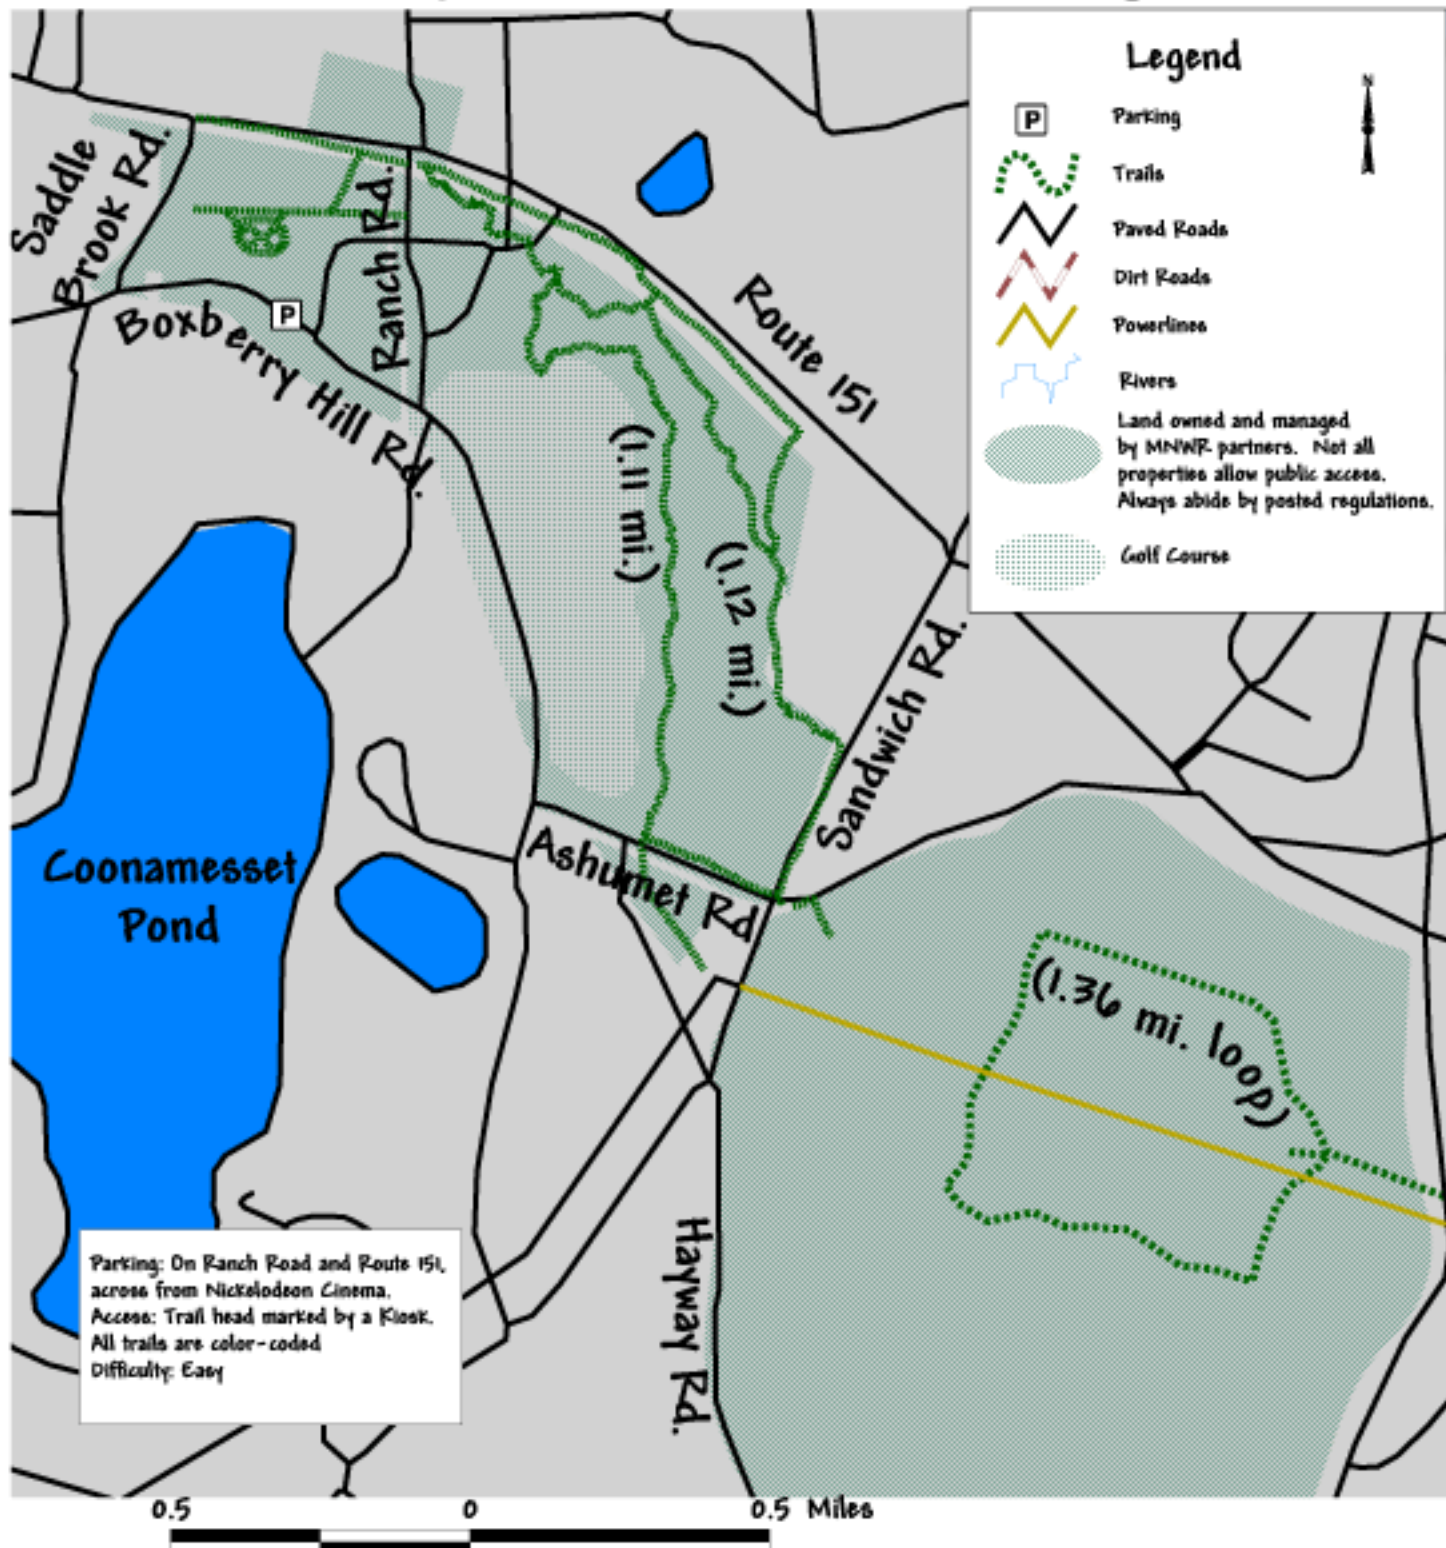 Legend
N
P
Parking
Trails
Paved Roads
Dirt Roads
Powerlines
Rivers
Land owned and managed
by MNWR partners. Not all
properties allow public access.
Always abide by posted regulations.
Golf Course
Saddle
Brook Rd.
Ranch Rd.
P
Boxberry Hill Rd.
Route 151
(1.11 mi.)
(1.12 mi.)
Sandwich Rd.
Ashumet Rd
Coonamesset
Pond
(1.36 mi. loop)
Hayway Rd.
Parking: On Ranch Road and Route 151,
across from Nickelodeon Cinema.
Access: Trail head marked by a Kiosk.
All trails are color-coded
Difficulty: Easy
0.5 0 0.5 Miles